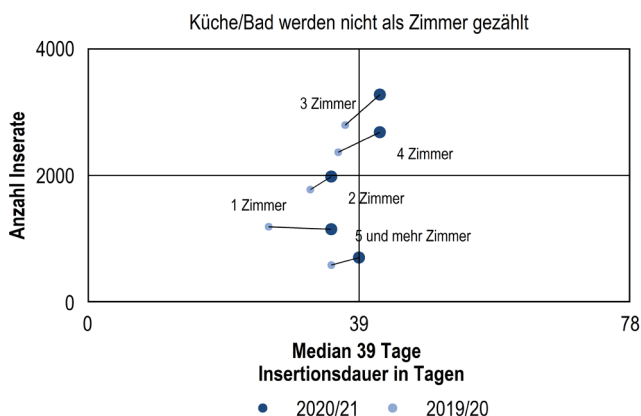 Küche/Bad werden nicht als Zimmer gezählt
4000
3 Zimmer
4 Zimmer
Anzahl Inserate
2000
2 Zimmer
1 Zimmer
5 und mehr Zimmer
0
0
39
78
Median 39 Tage
Insertionsdauer in Tagen
2020/21
2019/20